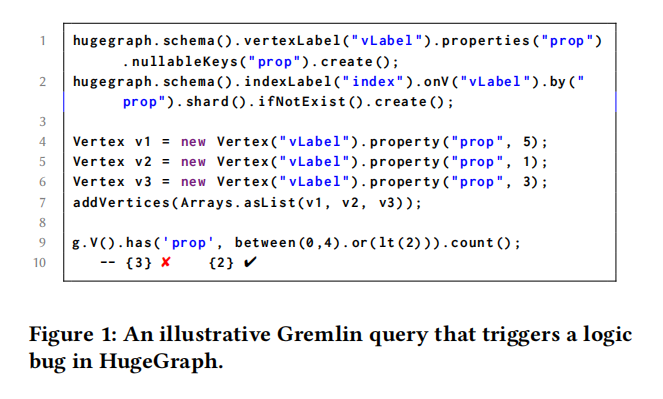 1 hugegraph.schema().vertexLabel("vLabel").properties("prop")
.nullableKeys("prop").create();
2 hugegraph.schema().indexLabel("index").onV("vLabel").by("
prop").shard().ifNotExist().create();
3
4 Vertex v1 = new Vertex("vLabel").property("prop", 5);
5 Vertex v2 = new Vertex("vLabel").property("prop", 1);
6 Vertex v3 = new Vertex("vLabel").property("prop", 3);
7 addVertices(Arrays.asList(v1, v2, v3));
8
9 g.V().has('prop', between(0,4).or(lt(2))).count();
10 -- {3} ✘ {2} ✔
Figure 1: An illustrative Gremlin query that triggers a logic
bug in HugeGraph.